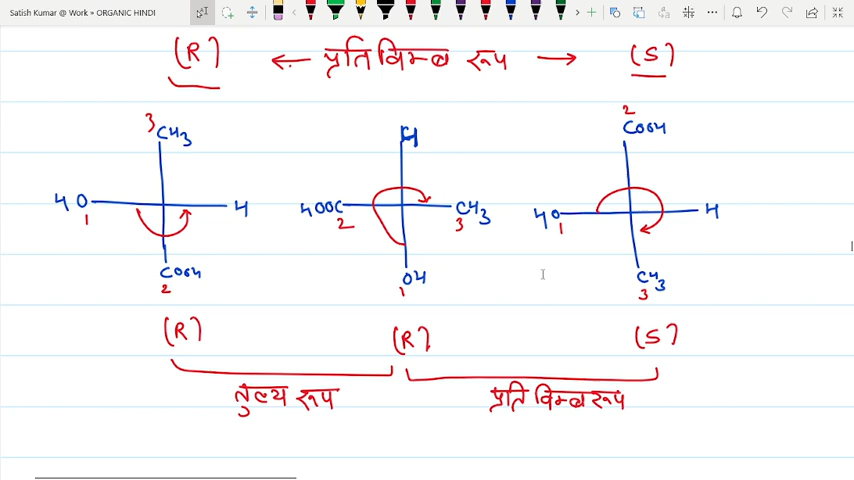 Satish Kumar @ Work » ORGANIC HINDI
(R) ← प्रतिविम्ब रूप → (S)
3 CH3 H 2 COOH
HO 1 H HOOC 2 CH3 3 HO 1 H
COOH 2 OH 1 CH3 3
(R) (R) (S)
तुल्य रूप प्रतिविम्ब रूप